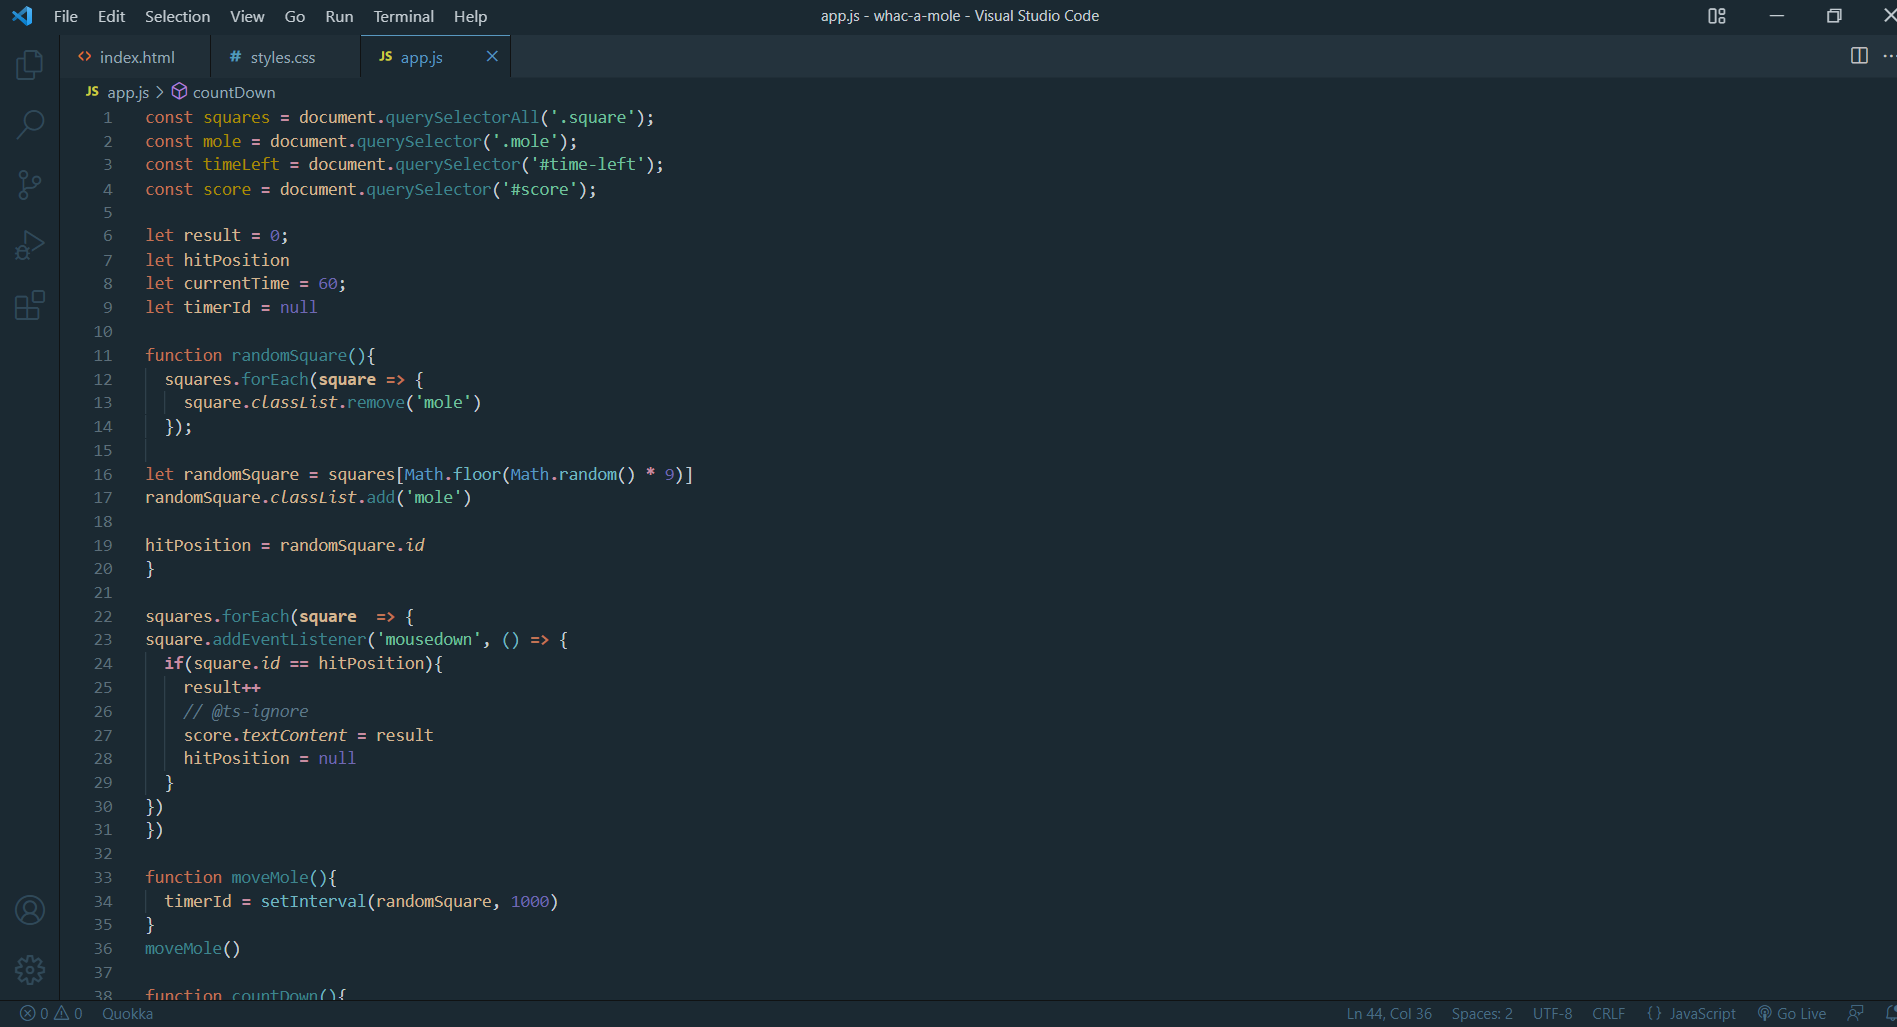 File Edit Selection View Go Run Terminal Help app.js - whac-a-mole - Visual Studio Code
<> index.html # styles.css JS app.js
JS app.js > countDown
1 const squares = document.querySelectorAll('.square');
2 const mole = document.querySelector('.mole');
3 const timeLeft = document.querySelector('#time-left');
4 const score = document.querySelector('#score');
5
6 let result = 0;
7 let hitPosition
8 let currentTime = 60;
9 let timerId = null
10
11 function randomSquare(){
12   squares.forEach(square => {
13     square.classList.remove('mole')
14   });
15
16 let randomSquare = squares[Math.floor(Math.random() * 9)]
17 randomSquare.classList.add('mole')
18
19 hitPosition = randomSquare.id
20 }
21
22 squares.forEach(square  => {
23 square.addEventListener('mousedown', () => {
24   if(square.id == hitPosition){
25     result++
26     // @ts-ignore
27     score.textContent = result
28     hitPosition = null
29   }
30 })
31 })
32
33 function moveMole(){
34   timerId = setInterval(randomSquare, 1000)
35 }
36 moveMole()
37
38 function countDown(){
0 0 Quokka Ln 44, Col 36 Spaces: 2 UTF-8 CRLF {} JavaScript Go Live